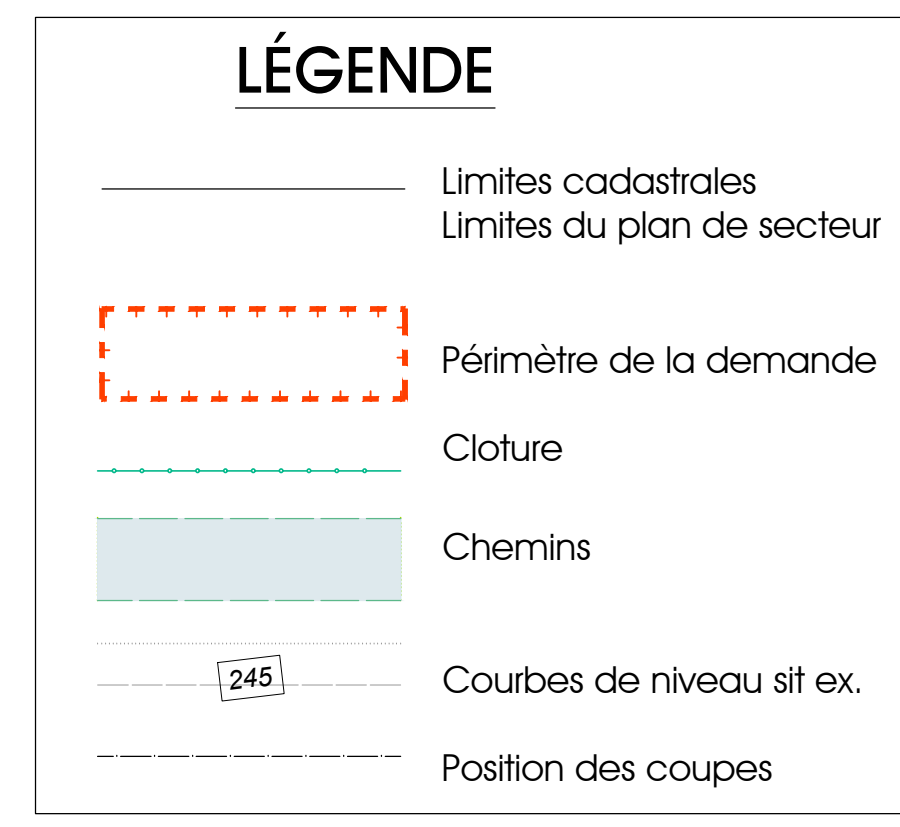 LÉGENDE
Limites cadastrales
Limites du plan de secteur
Périmètre de la demande
Cloture
Chemins
245
Courbes de niveau sit ex.
Position des coupes